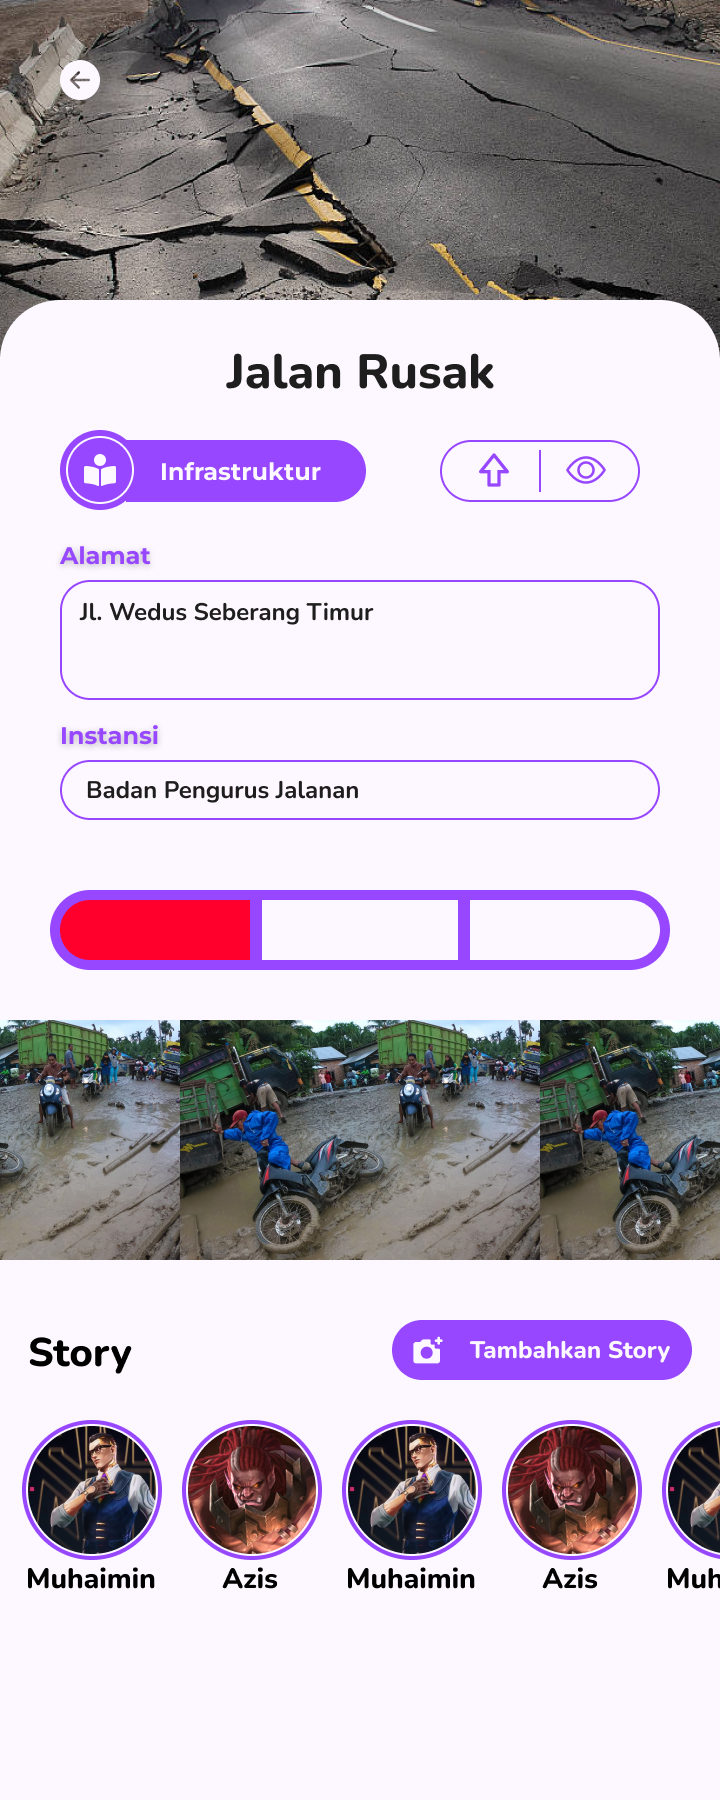 Jalan Rusak
Infrastruktur
Alamat
Jl. Wedus Seberang Timur
Instansi
Badan Pengurus Jalanan
Story
Tambahkan Story
Muhaimin Azis Muhaimin Azis Muh